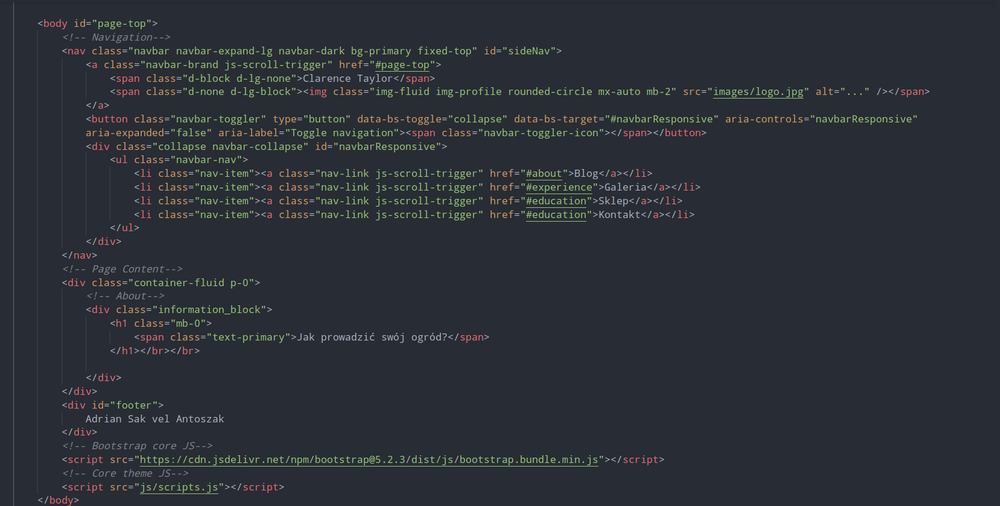 <body id="page-top">
<!-- Navigation-->
<nav class="navbar navbar-expand-lg navbar-dark bg-primary fixed-top" id="sideNav">
<a class="navbar-brand js-scroll-trigger" href="#page-top">
<span class="d-block d-lg-none">Clarence Taylor</span>
<span class="d-none d-lg-block"><img class="img-fluid img-profile rounded-circle mx-auto mb-2" src="images/logo.jpg" alt="..." /></span>
</a>
<button class="navbar-toggler" type="button" data-bs-toggle="collapse" data-bs-target="#navbarResponsive" aria-controls="navbarResponsive"
aria-expanded="false" aria-label="Toggle navigation"><span class="navbar-toggler-icon"></span></button>
<div class="collapse navbar-collapse" id="navbarResponsive">
<ul class="navbar-nav">
<li class="nav-item"><a class="nav-link js-scroll-trigger" href="#about">Blog</a></li>
<li class="nav-item"><a class="nav-link js-scroll-trigger" href="#experience">Galeria</a></li>
<li class="nav-item"><a class="nav-link js-scroll-trigger" href="#education">Sklep</a></li>
<li class="nav-item"><a class="nav-link js-scroll-trigger" href="#education">Kontakt</a></li>
</ul>
</div>
</nav>
<!-- Page Content-->
<div class="container-fluid p-0">
<!-- About-->
<div class="information_block">
<h1 class="mb-0">
<span class="text-primary">Jak prowadzić swój ogród?</span>
</h1></br></br>
</div>
</div>
<div id="footer">
Adrian Sak vel Antoszak
</div>
<!-- Bootstrap core JS-->
<script src="https://cdn.jsdelivr.net/npm/bootstrap@5.2.3/dist/js/bootstrap.bundle.min.js"></script>
<!-- Core theme JS-->
<script src="js/scripts.js"></script>
</body>